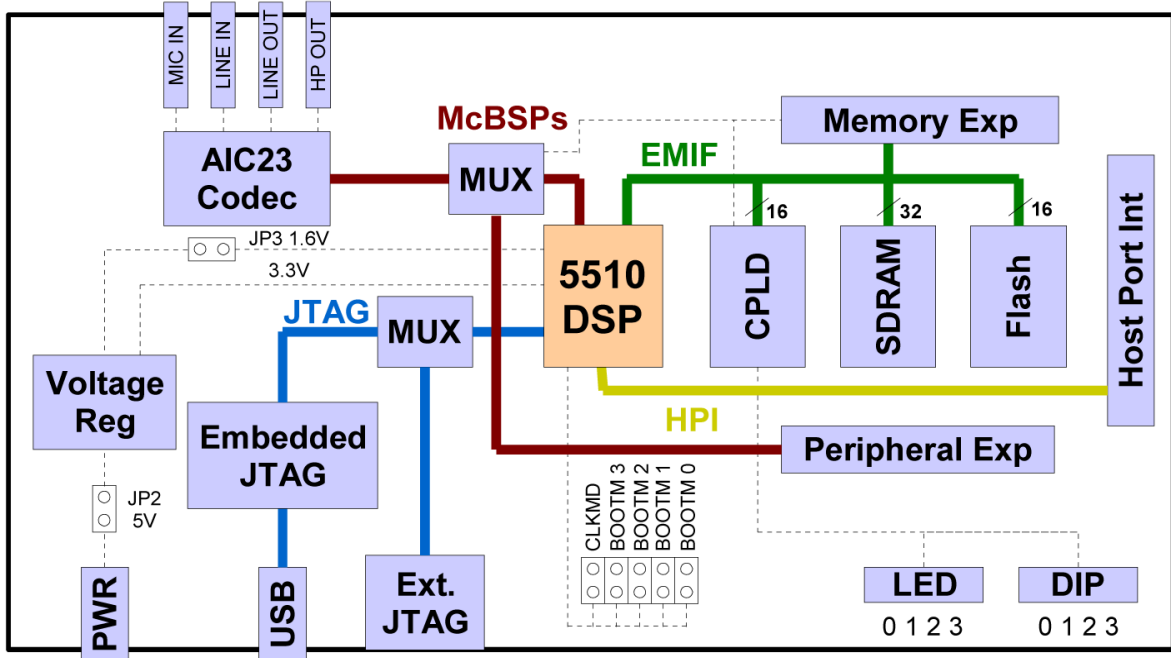 MIC IN
LINE IN
LINE OUT
HP OUT
AIC23
Codec
McBSPs
MUX
EMIF
Memory Exp
16
32
16
JP3 1.6V
3.3V
5510
DSP
CPLD
SDRAM
Flash
Host Port Int
JTAG
MUX
Voltage
Reg
Embedded
JTAG
HPI
Peripheral Exp
JP2
5V
CLKMD
BOOTM 3
BOOTM 2
BOOTM 1
BOOTM 0
PWR
USB
Ext.
JTAG
LED
DIP
0 1 2 3
0 1 2 3